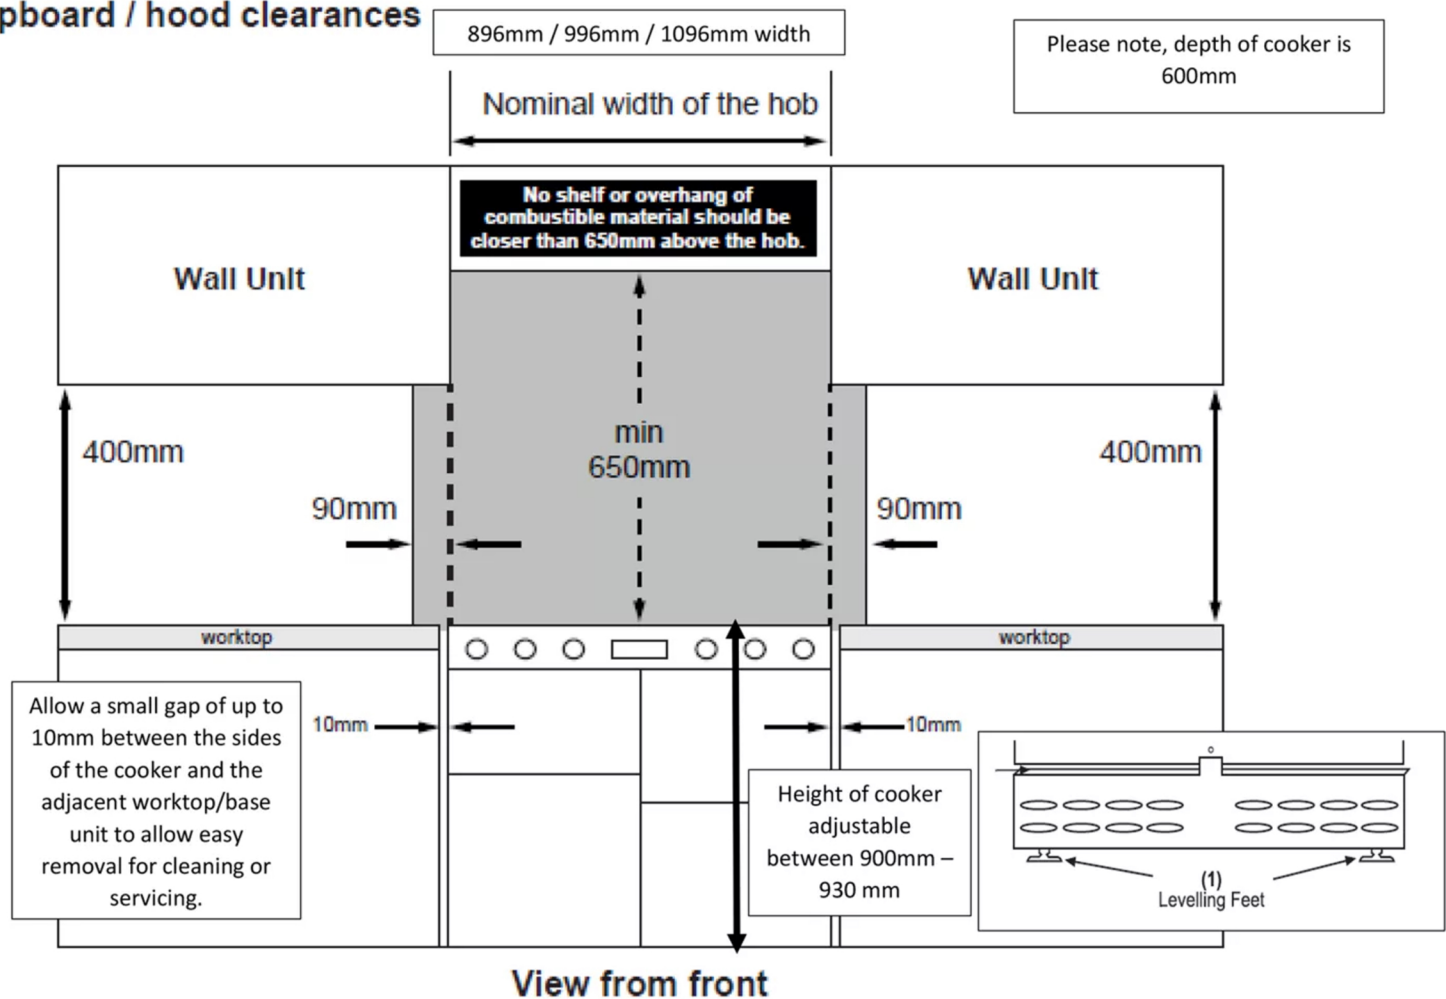 pboard / hood clearances
896mm / 996mm / 1096mm width
Please note, depth of cooker is
600mm
Nominal width of the hob
No shelf or overhang of
combustible material should be
closer than 650mm above the hob.
Wall Unit
Wall Unit
min
650mm
400mm
400mm
90mm
90mm
worktop
worktop
Allow a small gap of up to
10mm between the sides
of the cooker and the
adjacent worktop/base
unit to allow easy
removal for cleaning or
servicing.
10mm
10mm
Height of cooker
adjustable
between 900mm –
930 mm
(1)
Levelling Feet
View from front